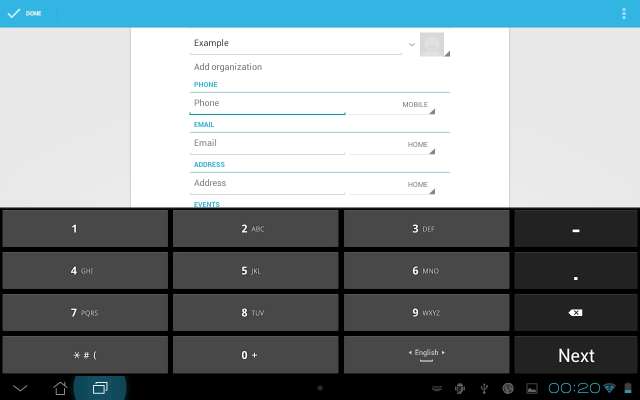 DONE
Example
Add organization
PHONE
Phone MOBILE
EMAIL
Email HOME
ADDRESS
Address HOME
EVENTS
1 2 ABC 3 DEF -
4 GHI 5 JKL 6 MNO .
7 PQRS 8 TUV 9 WXYZ
* # ( 0 + English Next
00:20